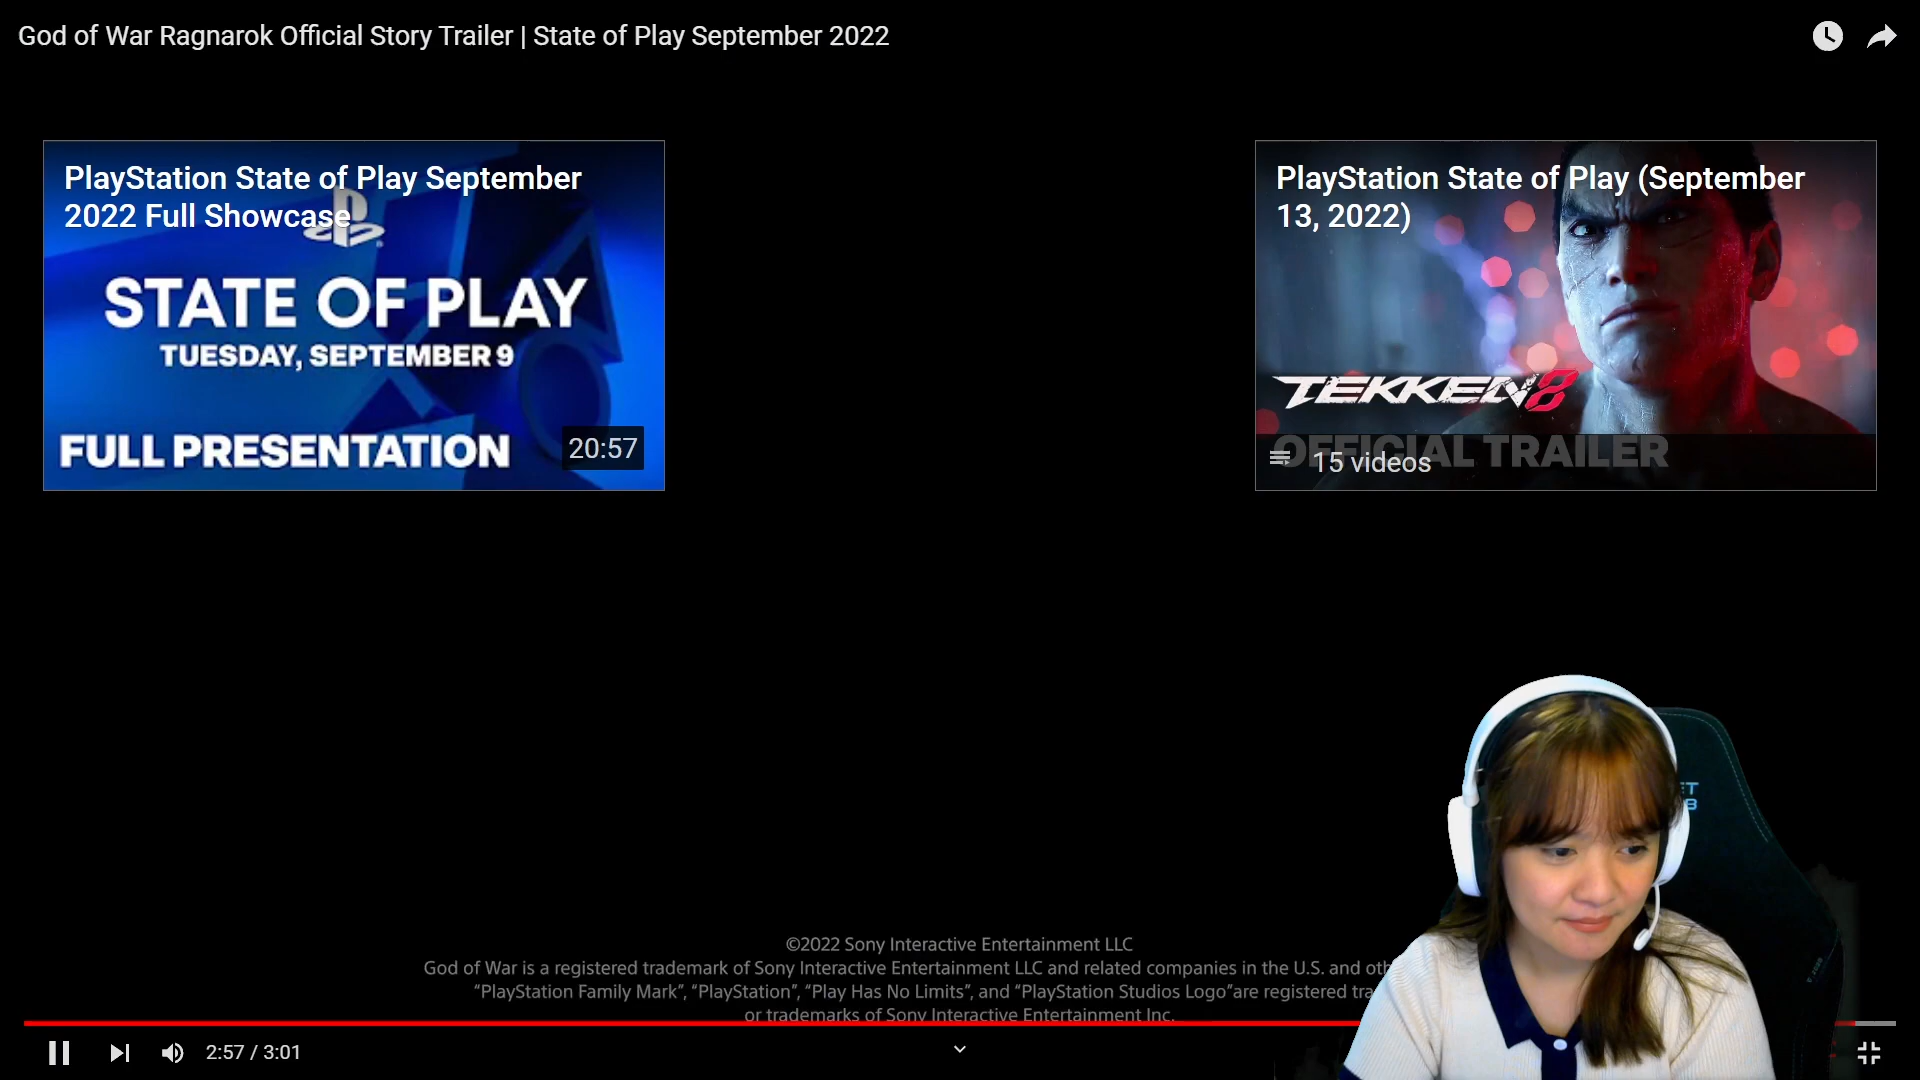 God of War Ragnarok Official Story Trailer | State of Play September 2022
PlayStation State of Play September
2022 Full Showcase
STATE OF PLAY
TUESDAY, SEPTEMBER 9
FULL PRESENTATION
20:57
PlayStation State of Play (September
13, 2022)
TEKKEN 8
OFFICIAL TRAILER
15 videos
©2022 Sony Interactive Entertainment LLC
God of War is a registered trademark of Sony Interactive Entertainment LLC and related companies in the U.S. and
“PlayStation Family Mark”, “PlayStation”, “Play Has No Limits”, and “PlayStation Studios Logo”are registered
or trademarks of Sony Interactive Entertainment Inc.
2:57 / 3:01